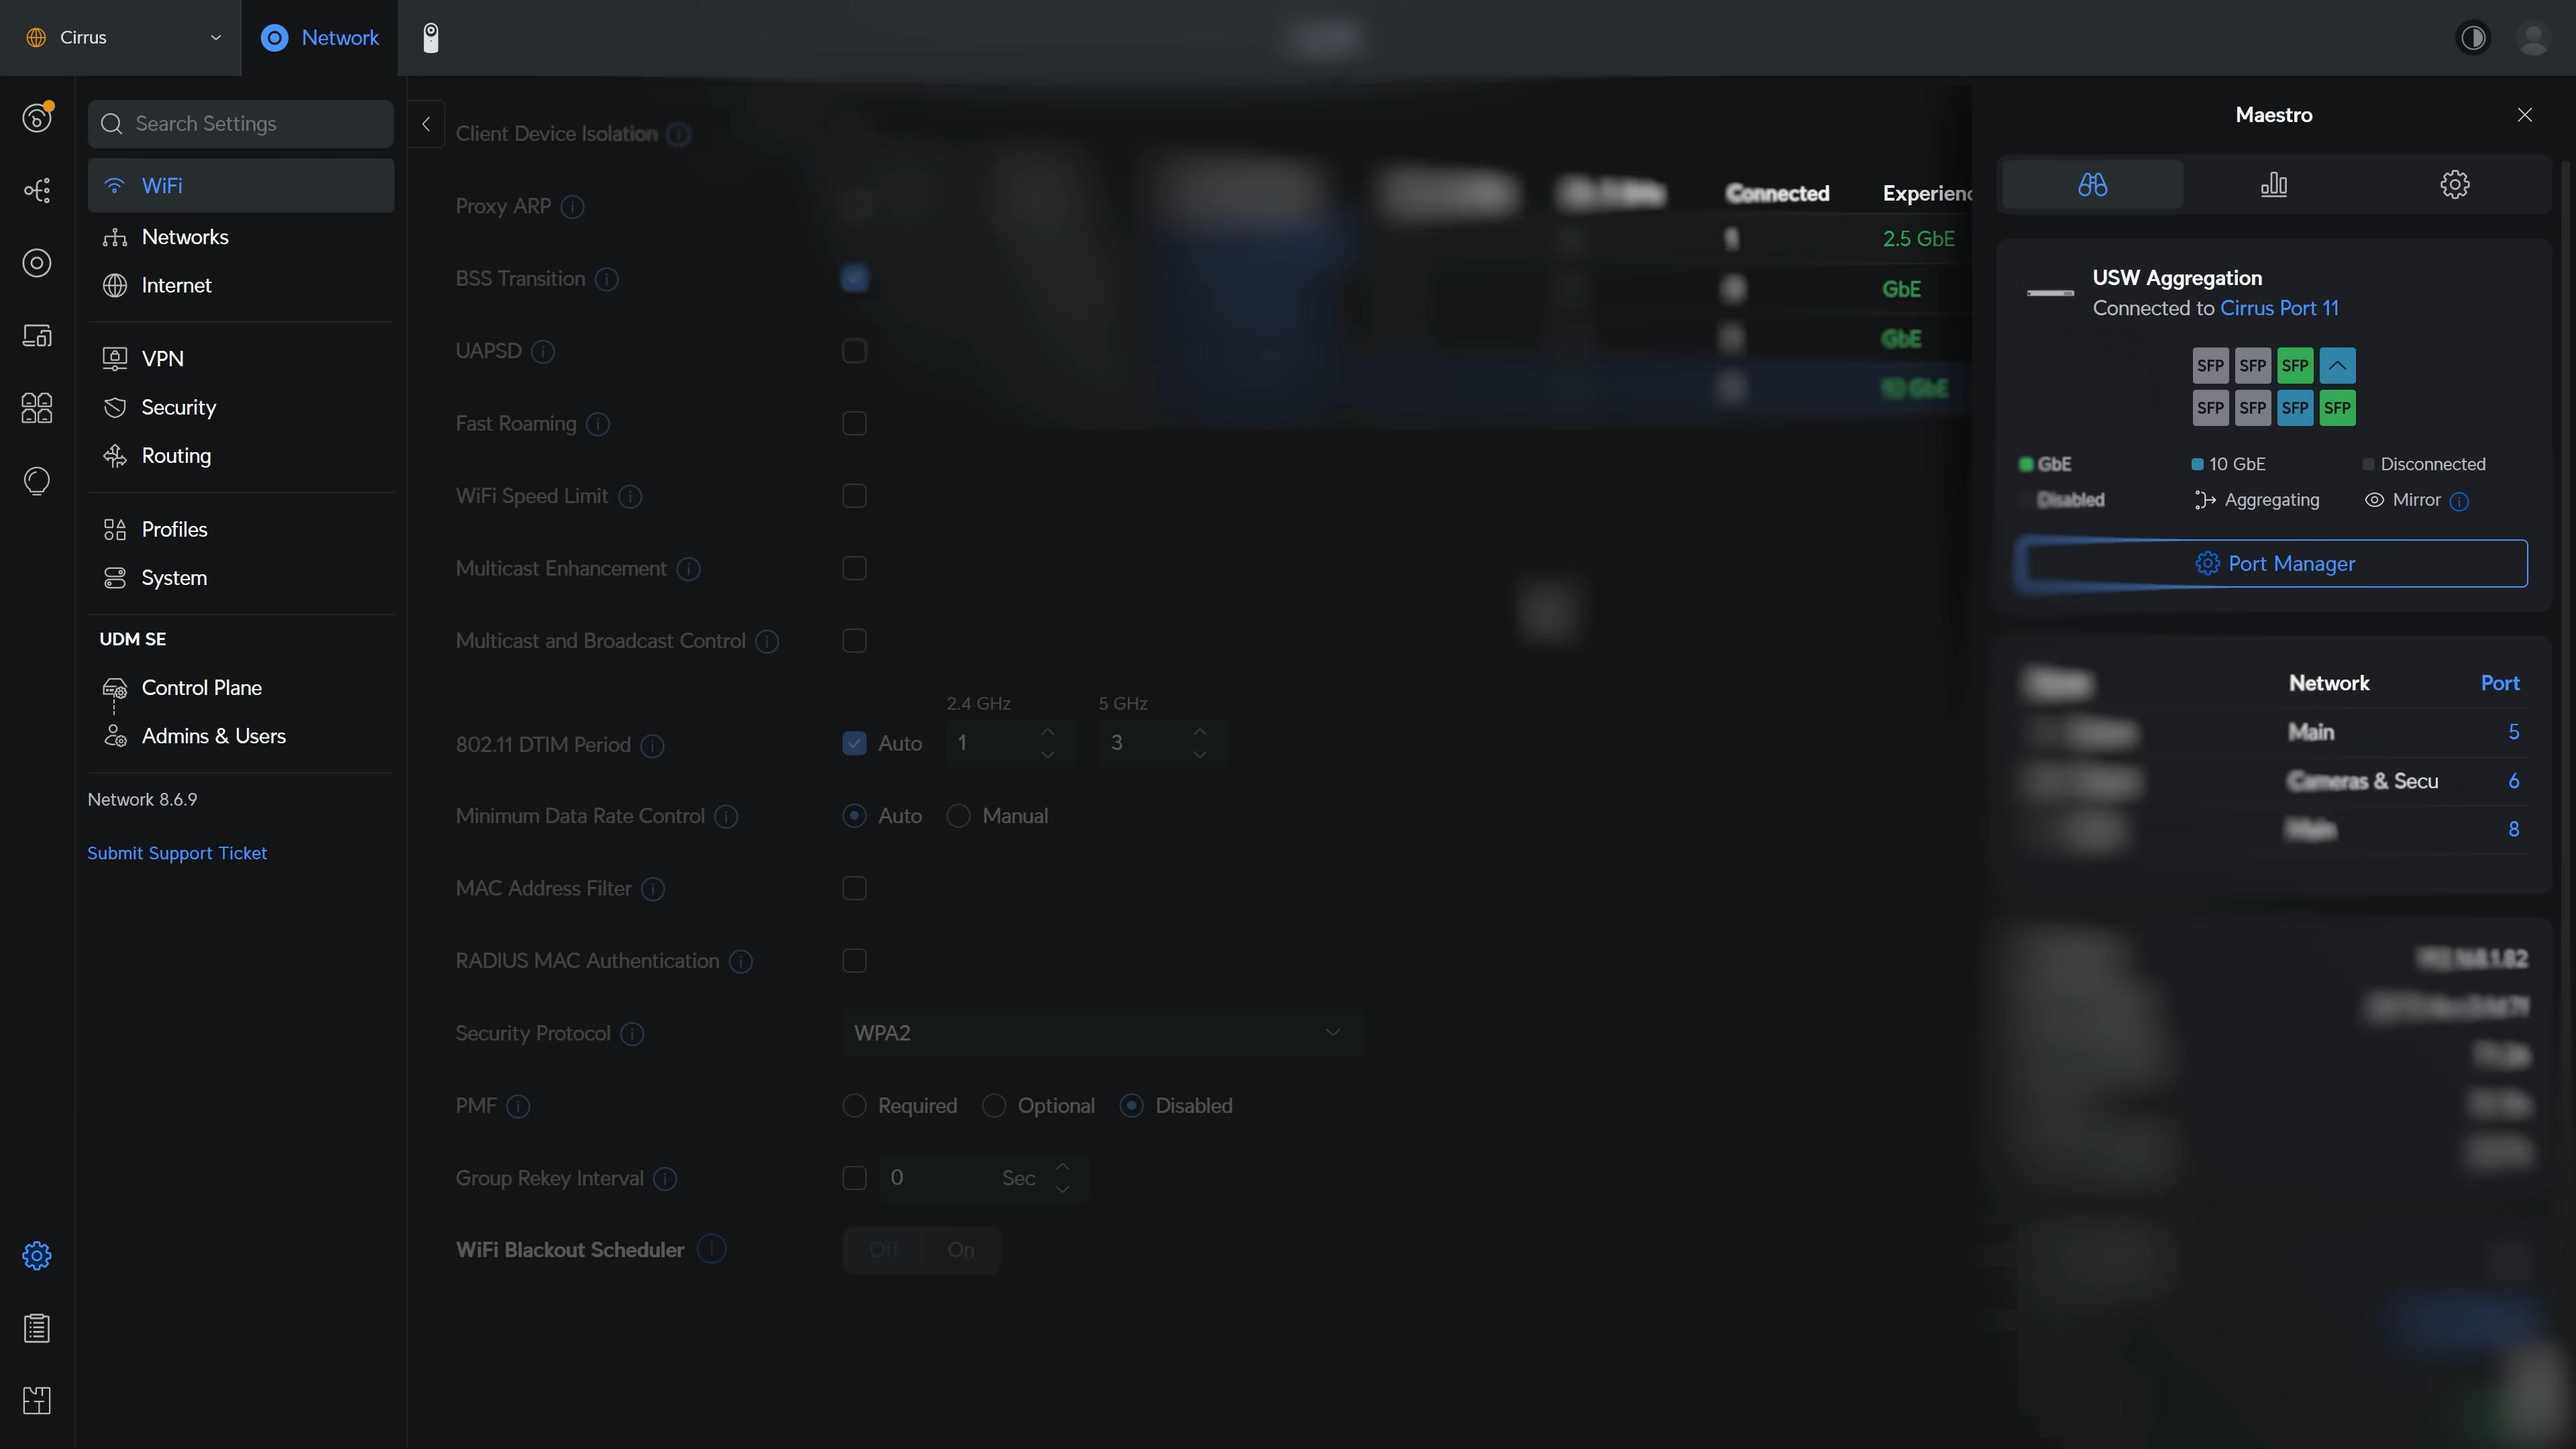 Cirrus
Network
Search Settings
WiFi
Networks
Internet
VPN
Security
Routing
Profiles
System
UDM SE
Control Plane
Admins & Users
Network 8.6.9
Submit Support Ticket
Client Device Isolation
Proxy ARP
BSS Transition
UAPSD
Fast Roaming
WiFi Speed Limit
Multicast Enhancement
Multicast and Broadcast Control
2.4 GHz 5 GHz
802.11 DTIM Period Auto 1 3
Minimum Data Rate Control Auto Manual
MAC Address Filter
RADIUS MAC Authentication
Security Protocol WPA2
PMF Required Optional Disabled
Group Rekey Interval 0 Sec
WiFi Blackout Scheduler Off On
Connected Experienc
2.5 GbE
GbE
GbE
10 GbE
Maestro
USW Aggregation
Connected to Cirrus Port 11
SFP SFP SFP
SFP SFP SFP SFP
GbE 10 GbE Disconnected
Disabled Aggregating Mirror
Port Manager
Network Port
Main 5
Cameras & Secu 6
Main 8